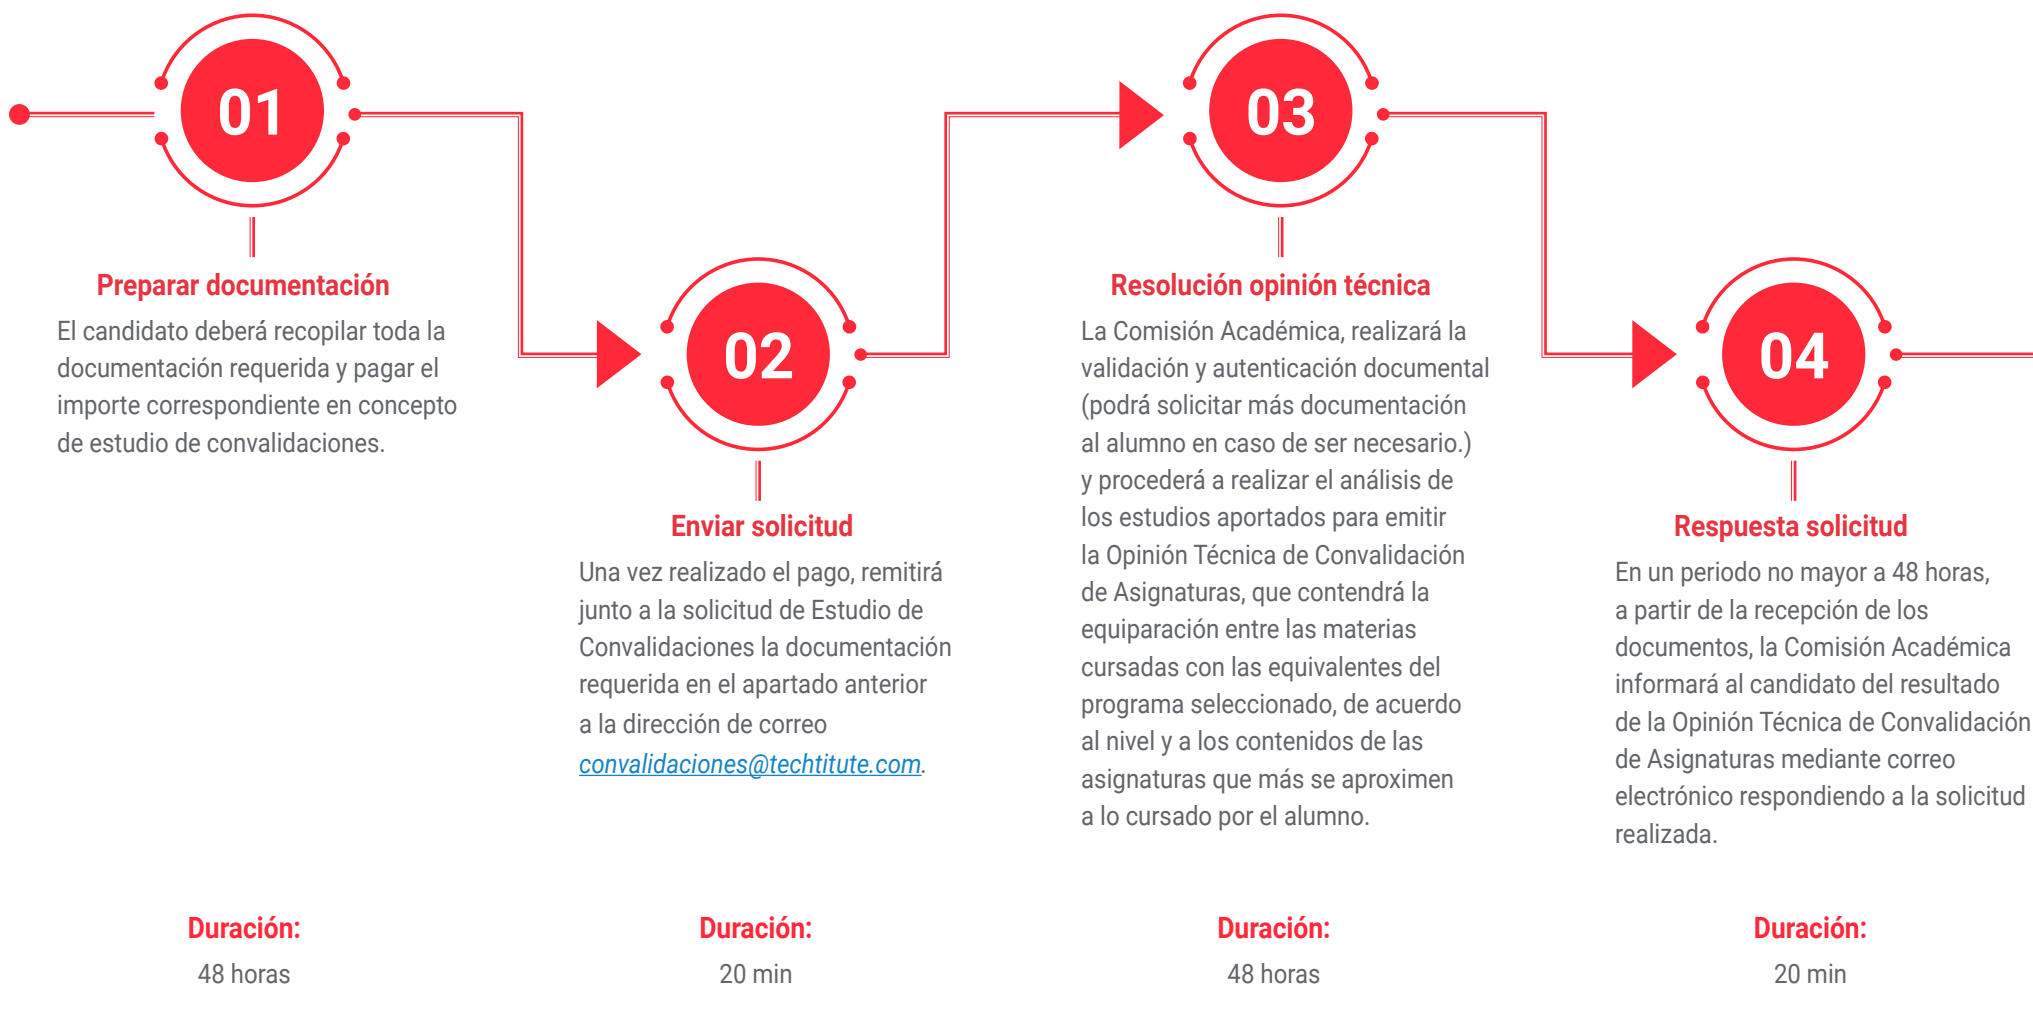 01
Preparar documentación
El candidato deberá recopilar toda la
documentación requerida y pagar el
importe correspondiente en concepto
de estudio de convalidaciones.
Duración:
48 horas
02
Enviar solicitud
Una vez realizado el pago, remitirá
junto a la solicitud de Estudio de
Convalidaciones la documentación
requerida en el apartado anterior
a la dirección de correo
convalidaciones@techtitute.com.
Duración:
20 min
03
Resolución opinión técnica
La Comisión Académica, realizará la
validación y autenticación documental
(podrá solicitar más documentación
al alumno en caso de ser necesario.)
y procederá a realizar el análisis de
los estudios aportados para emitir
la Opinión Técnica de Convalidación
de Asignaturas, que contendrá la
equiparación entre las materias
cursadas con las equivalentes del
programa seleccionado, de acuerdo
al nivel y a los contenidos de las
asignaturas que más se aproximen
a lo cursado por el alumno.
Duración:
48 horas
04
Respuesta solicitud
En un periodo no mayor a 48 horas,
a partir de la recepción de los
documentos, la Comisión Académica
informará al candidato del resultado
de la Opinión Técnica de Convalidación
de Asignaturas mediante correo
electrónico respondiendo a la solicitud
realizada.
Duración:
20 min